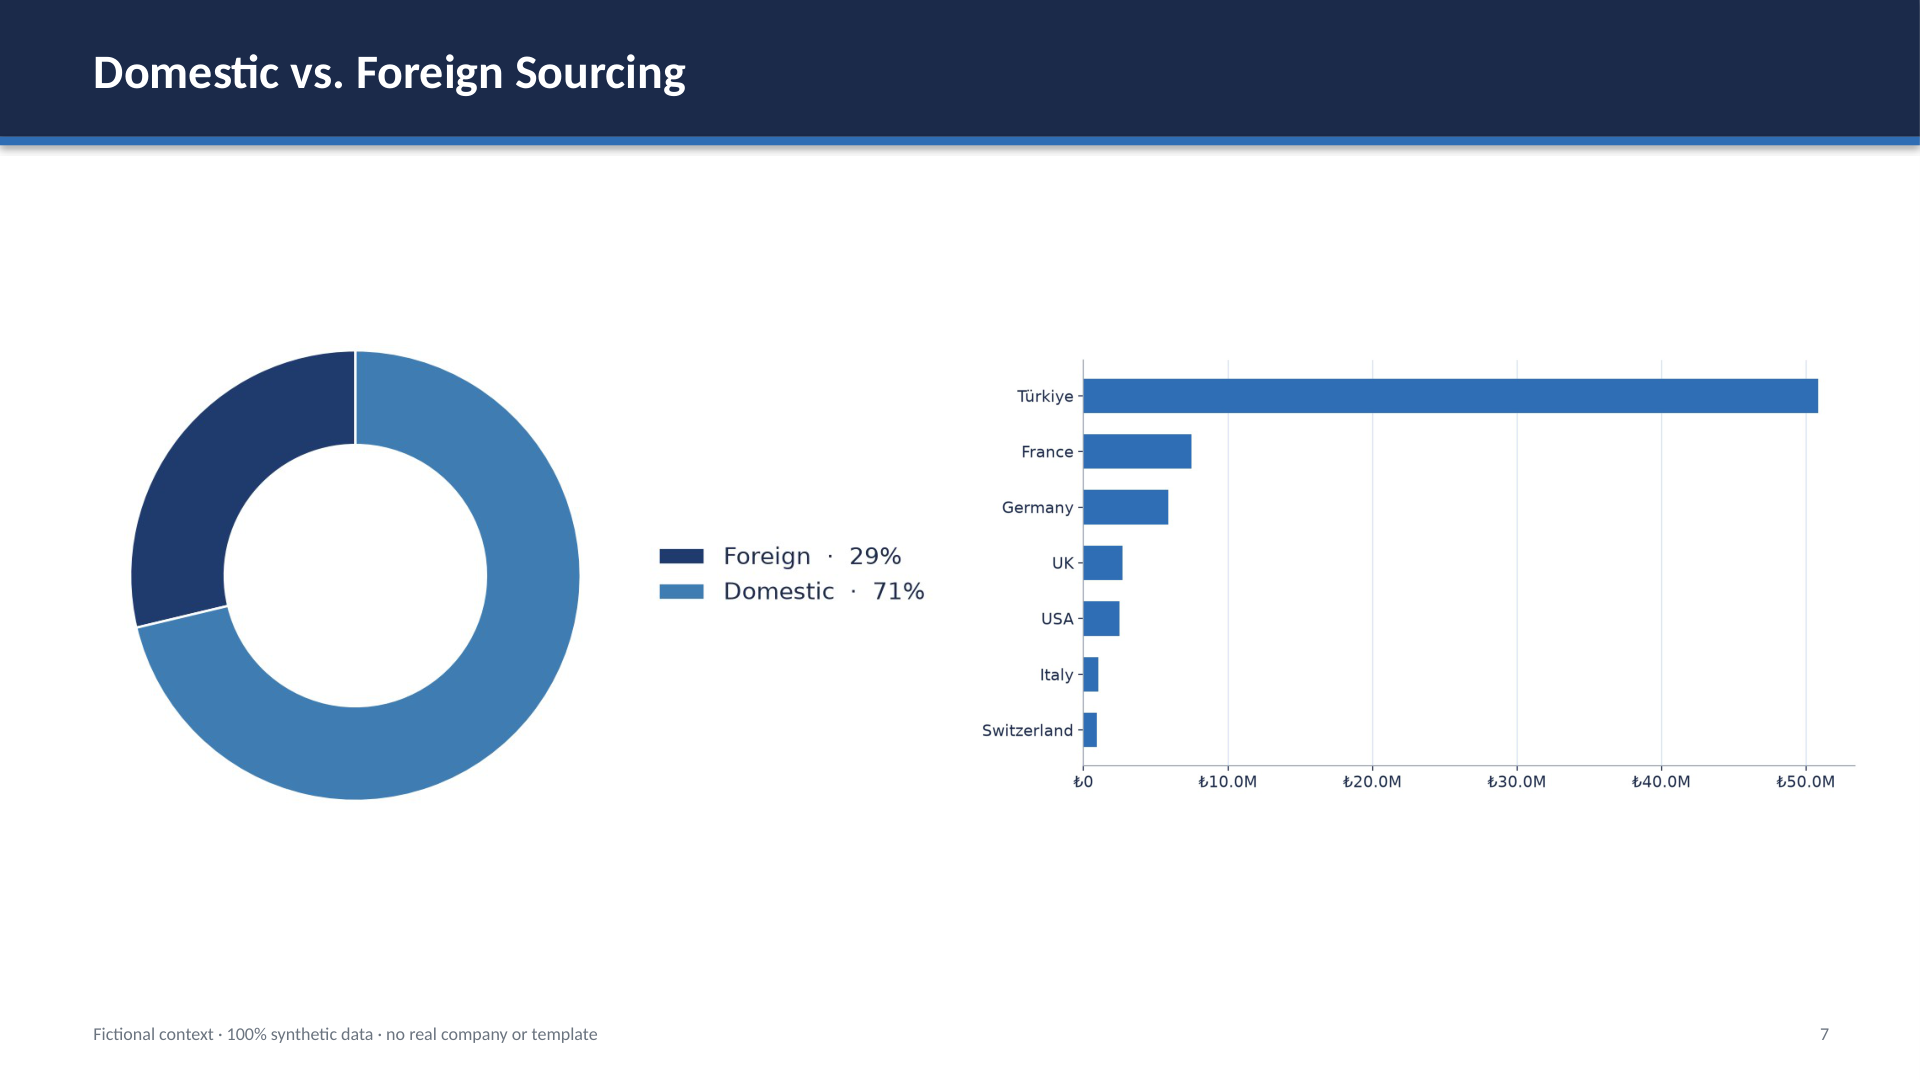 Domestic vs. Foreign Sourcing
Foreign · 29%
Domestic · 71%
Türkiye
France
Germany
UK
USA
Italy
Switzerland
₺0 ₺10.0M ₺20.0M ₺30.0M ₺40.0M ₺50.0M
Fictional context · 100% synthetic data · no real company or template 7